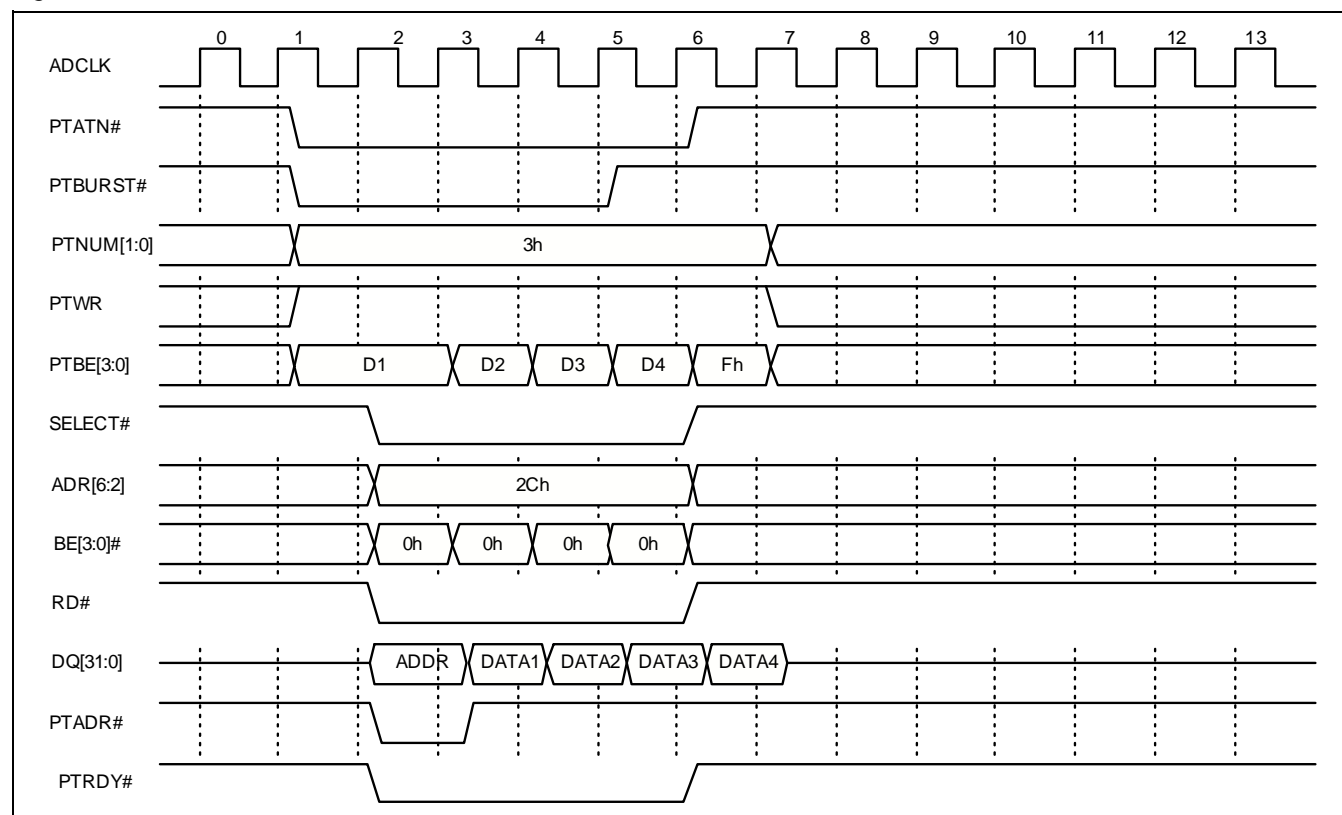 0 1 2 3 4 5 6 7 8 9 10 11 12 13
ADCLK
PTATN#
PTBURST#
PTNUM[1:0] 3h
PTWR
PTBE[3:0] D1 D2 D3 D4 Fh
SELECT#
ADR[6:2] 2Ch
BE[3:0]# 0h 0h 0h 0h
RD#
DQ[31:0] ADDR DATA1 DATA2 DATA3 DATA4
PTADR#
PTRDY#